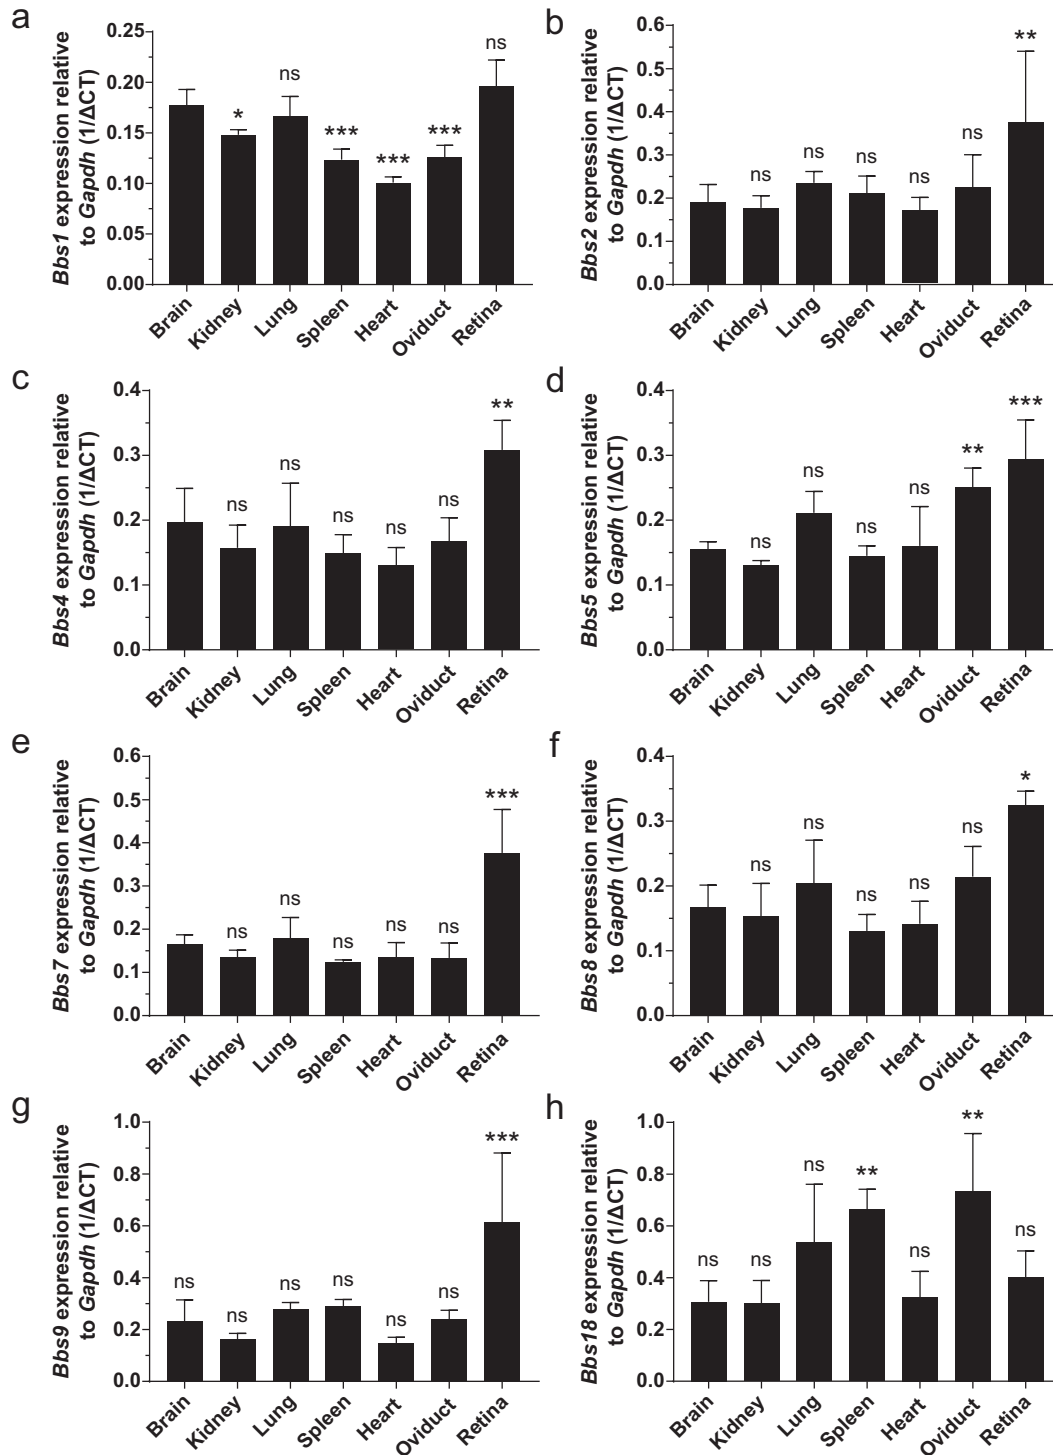 a
Bbs1 expression relative
to Gapdh (1/ΔCT)
0.25
0.20
0.15
0.10
0.05
0.00
*
ns
***
***
***
ns
Brain
Kidney
Lung
Spleen
Heart
Oviduct
Retina
b
Bbs2 expression relative
to Gapdh (1/ΔCT)
0.6
0.5
0.4
0.3
0.2
0.1
0.0
ns
ns
ns
ns
ns
**
Brain
Kidney
Lung
Spleen
Heart
Oviduct
Retina
c
Bbs4 expression relative
to Gapdh (1/ΔCT)
0.4
0.3
0.2
0.1
0.0
ns
ns
ns
ns
ns
**
Brain
Kidney
Lung
Spleen
Heart
Oviduct
Retina
d
Bbs5 expression relative
to Gapdh (1/ΔCT)
0.4
0.3
0.2
0.1
0.0
ns
ns
ns
ns
**
***
Brain
Kidney
Lung
Spleen
Heart
Oviduct
Retina
e
Bbs7 expression relative
to Gapdh (1/ΔCT)
0.6
0.5
0.4
0.3
0.2
0.1
0.0
ns
ns
ns
ns
ns
***
Brain
Kidney
Lung
Spleen
Heart
Oviduct
Retina
f
Bbs8 expression relative
to Gapdh (1/ΔCT)
0.4
0.3
0.2
0.1
0.0
ns
ns
ns
ns
ns
*
Brain
Kidney
Lung
Spleen
Heart
Oviduct
Retina
g
Bbs9 expression relative
to Gapdh (1/ΔCT)
1.0
0.8
0.6
0.4
0.2
0.0
ns
ns
ns
ns
ns
ns
***
Brain
Kidney
Lung
Spleen
Heart
Oviduct
Retina
h
Bbs18 expression relative
to Gapdh (1/ΔCT)
1.0
0.8
0.6
0.4
0.2
0.0
ns
ns
ns
**
ns
**
ns
Brain
Kidney
Lung
Spleen
Heart
Oviduct
Retina